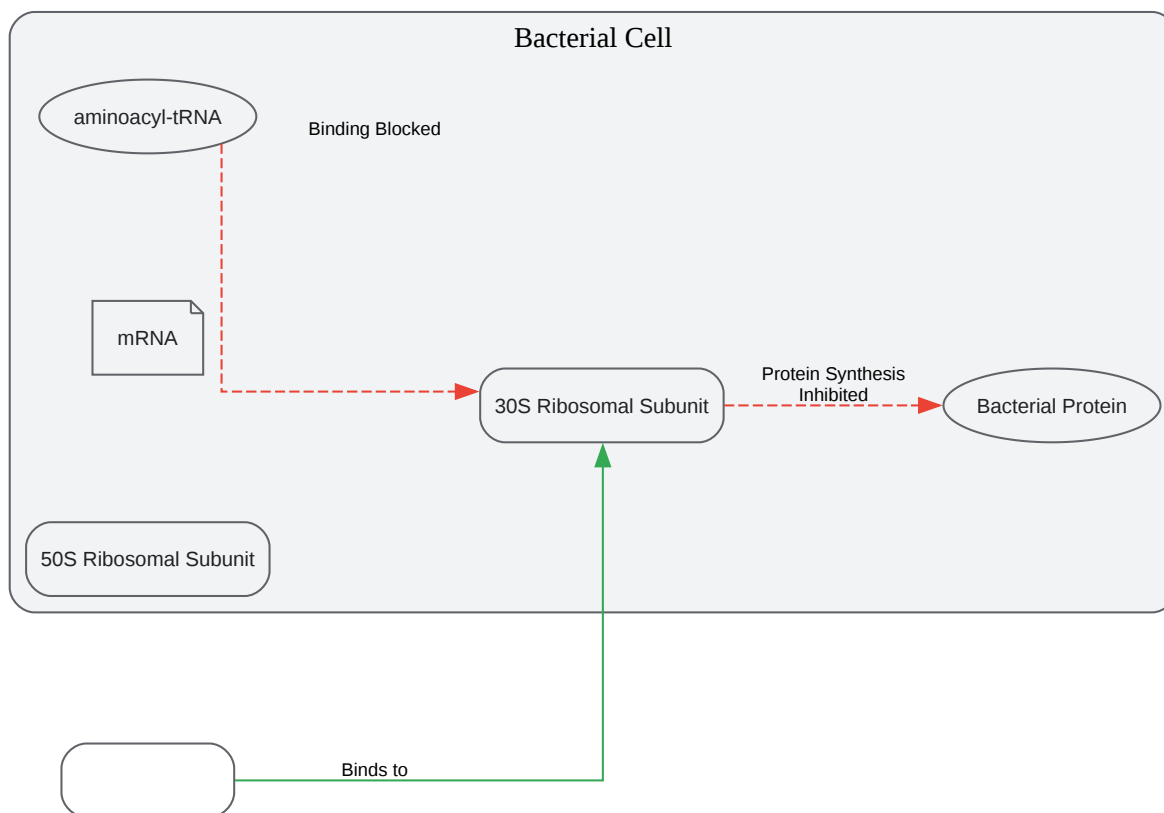 Bacterial Cell
aminoacyl-tRNA
Binding Blocked
mRNA
Protein Synthesis
Inhibited
30S Ribosomal Subunit
Bacterial Protein
50S Ribosomal Subunit
Binds to